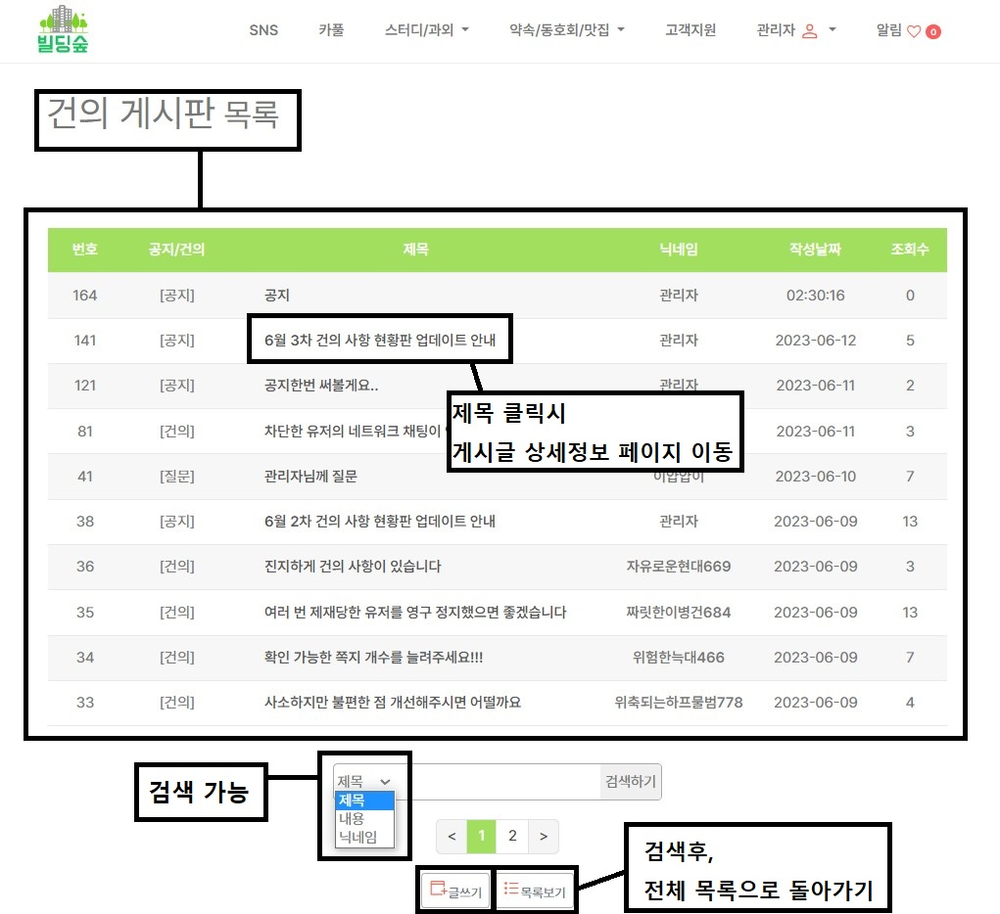 빌딩숲
SNS 카풀 스터디/과외 약속/동호회/맛집 고객지원 관리자 알림 0
건의 게시판 목록
번호 공지/건의 제목 닉네임 작성날짜 조회수
164 [공지] 공지 관리자 02:30:16 0
141 [공지] 6월 3차 건의 사항 현황판 업데이트 안내 관리자 2023-06-12 5
121 [공지] 공지한번 써볼게요.. 관리자 2023-06-11 2
제목 클릭시
게시글 상세정보 페이지 이동
81 [건의] 차단한 유저의 네트워크 채팅이 2023-06-11 3
41 [질문] 관리자님께 질문 2023-06-10 7
38 [공지] 6월 2차 건의 사항 현황판 업데이트 안내 관리자 2023-06-09 13
36 [건의] 진지하게 건의 사항이 있습니다 자유로운현대669 2023-06-09 3
35 [건의] 여러 번 제재당한 유저를 영구 정지했으면 좋겠습니다 짜릿한이병건684 2023-06-09 13
34 [건의] 확인 가능한 쪽지 개수를 늘려주세요!!! 위험한늑대466 2023-06-09 7
33 [건의] 사소하지만 불편한 점 개선해주시면 어떨까요 위축되는하프물범778 2023-06-09 4
검색 가능
제목 검색하기
제목
내용
닉네임
< 1 2 >
글쓰기 목록보기
검색후,
전체 목록으로 돌아가기